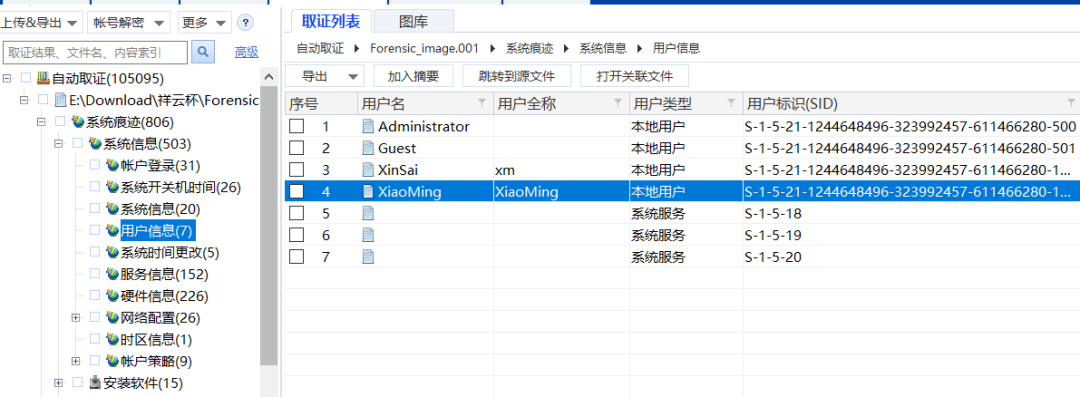 上传&导出 帐号解密 更多 ?
取证结果、文件名、内容索引 高级
自动取证(105095)
E:\Download\祥云杯\Forensic
系统痕迹(806)
系统信息(503)
帐户登录(31)
系统开关机时间(26)
系统信息(20)
用户信息(7)
系统时间更改(5)
服务信息(152)
硬件信息(226)
网络配置(26)
时区信息(1)
帐户策略(9)
安装软件(15)
取证列表 图库
自动取证 Forensic_image.001 系统痕迹 系统信息 用户信息
导出 加入摘要 跳转到源文件 打开关联文件
序号 用户名 用户全称 用户类型 用户标识(SID)
1 Administrator 本地用户 S-1-5-21-1244648496-323992457-611466280-500
2 Guest 本地用户 S-1-5-21-1244648496-323992457-611466280-501
3 XinSai xm 本地用户 S-1-5-21-1244648496-323992457-611466280-1...
4 XiaoMing XiaoMing 本地用户 S-1-5-21-1244648496-323992457-611466280-1...
5 系统服务 S-1-5-18
6 系统服务 S-1-5-19
7 系统服务 S-1-5-20